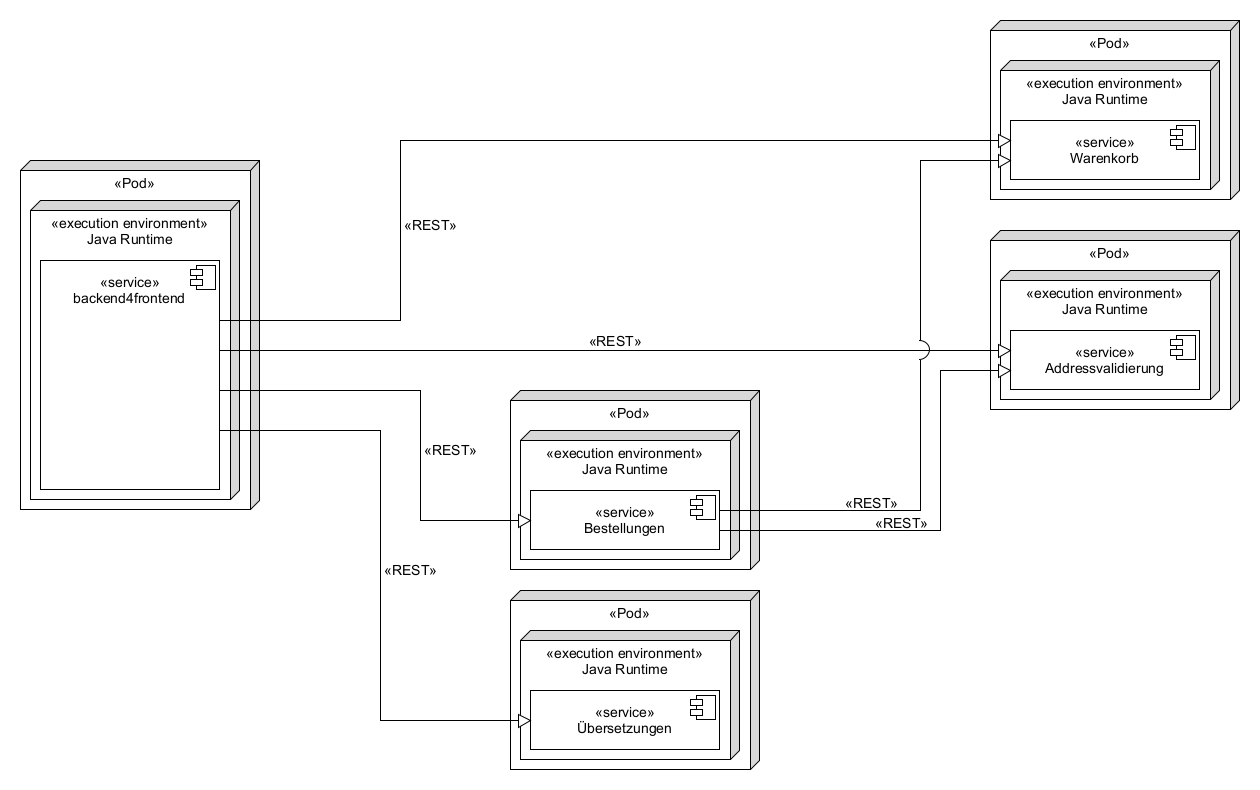 «Pod»
«execution environment»
Java Runtime
«service»
Warenkorb
«Pod»
«execution environment»
Java Runtime
«service»
backend4frontend
«REST»
«Pod»
«execution environment»
Java Runtime
«service»
Addressvalidierung
«REST»
«Pod»
«execution environment»
Java Runtime
«service»
Bestellungen
«REST»
«REST»
«REST»
«REST»
«Pod»
«execution environment»
Java Runtime
«service»
Übersetzungen